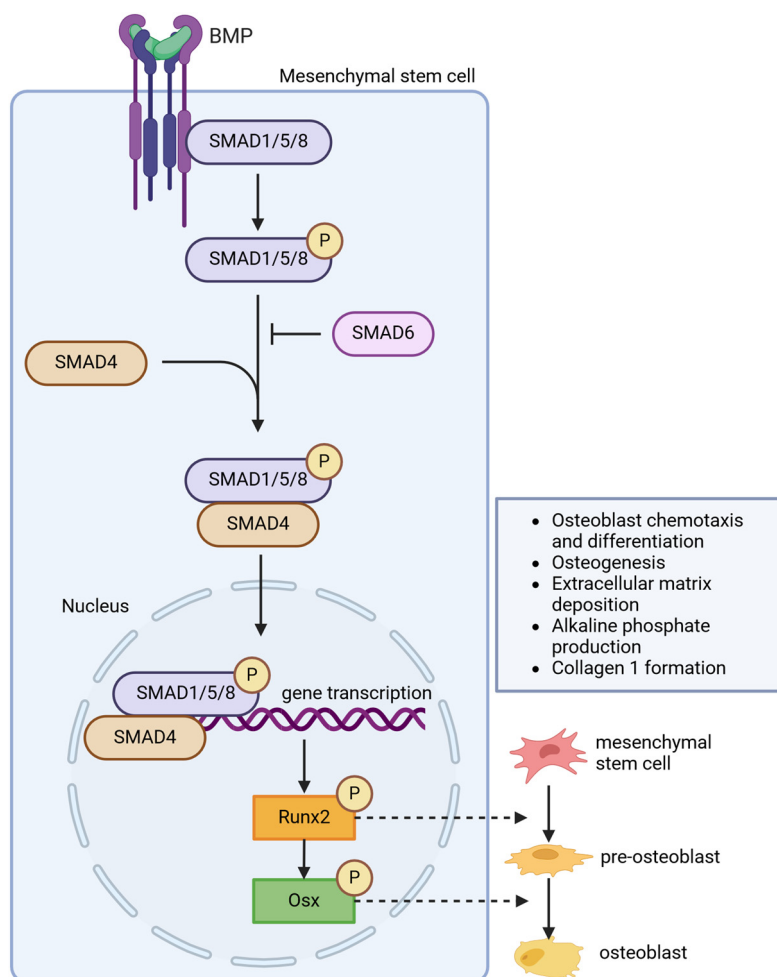 BMP
Mesenchymal stem cell
SMAD1/5/8
P
SMAD1/5/8
SMAD6
SMAD4
P
SMAD1/5/8
SMAD4
• Osteoblast chemotaxis
and differentiation
• Osteogenesis
• Extracellular matrix
deposition
• Alkaline phosphate
production
• Collagen 1 formation
Nucleus
P
SMAD1/5/8
gene transcription
SMAD4
mesenchymal
stem cell
P
Runx2
pre-osteoblast
P
Osx
osteoblast